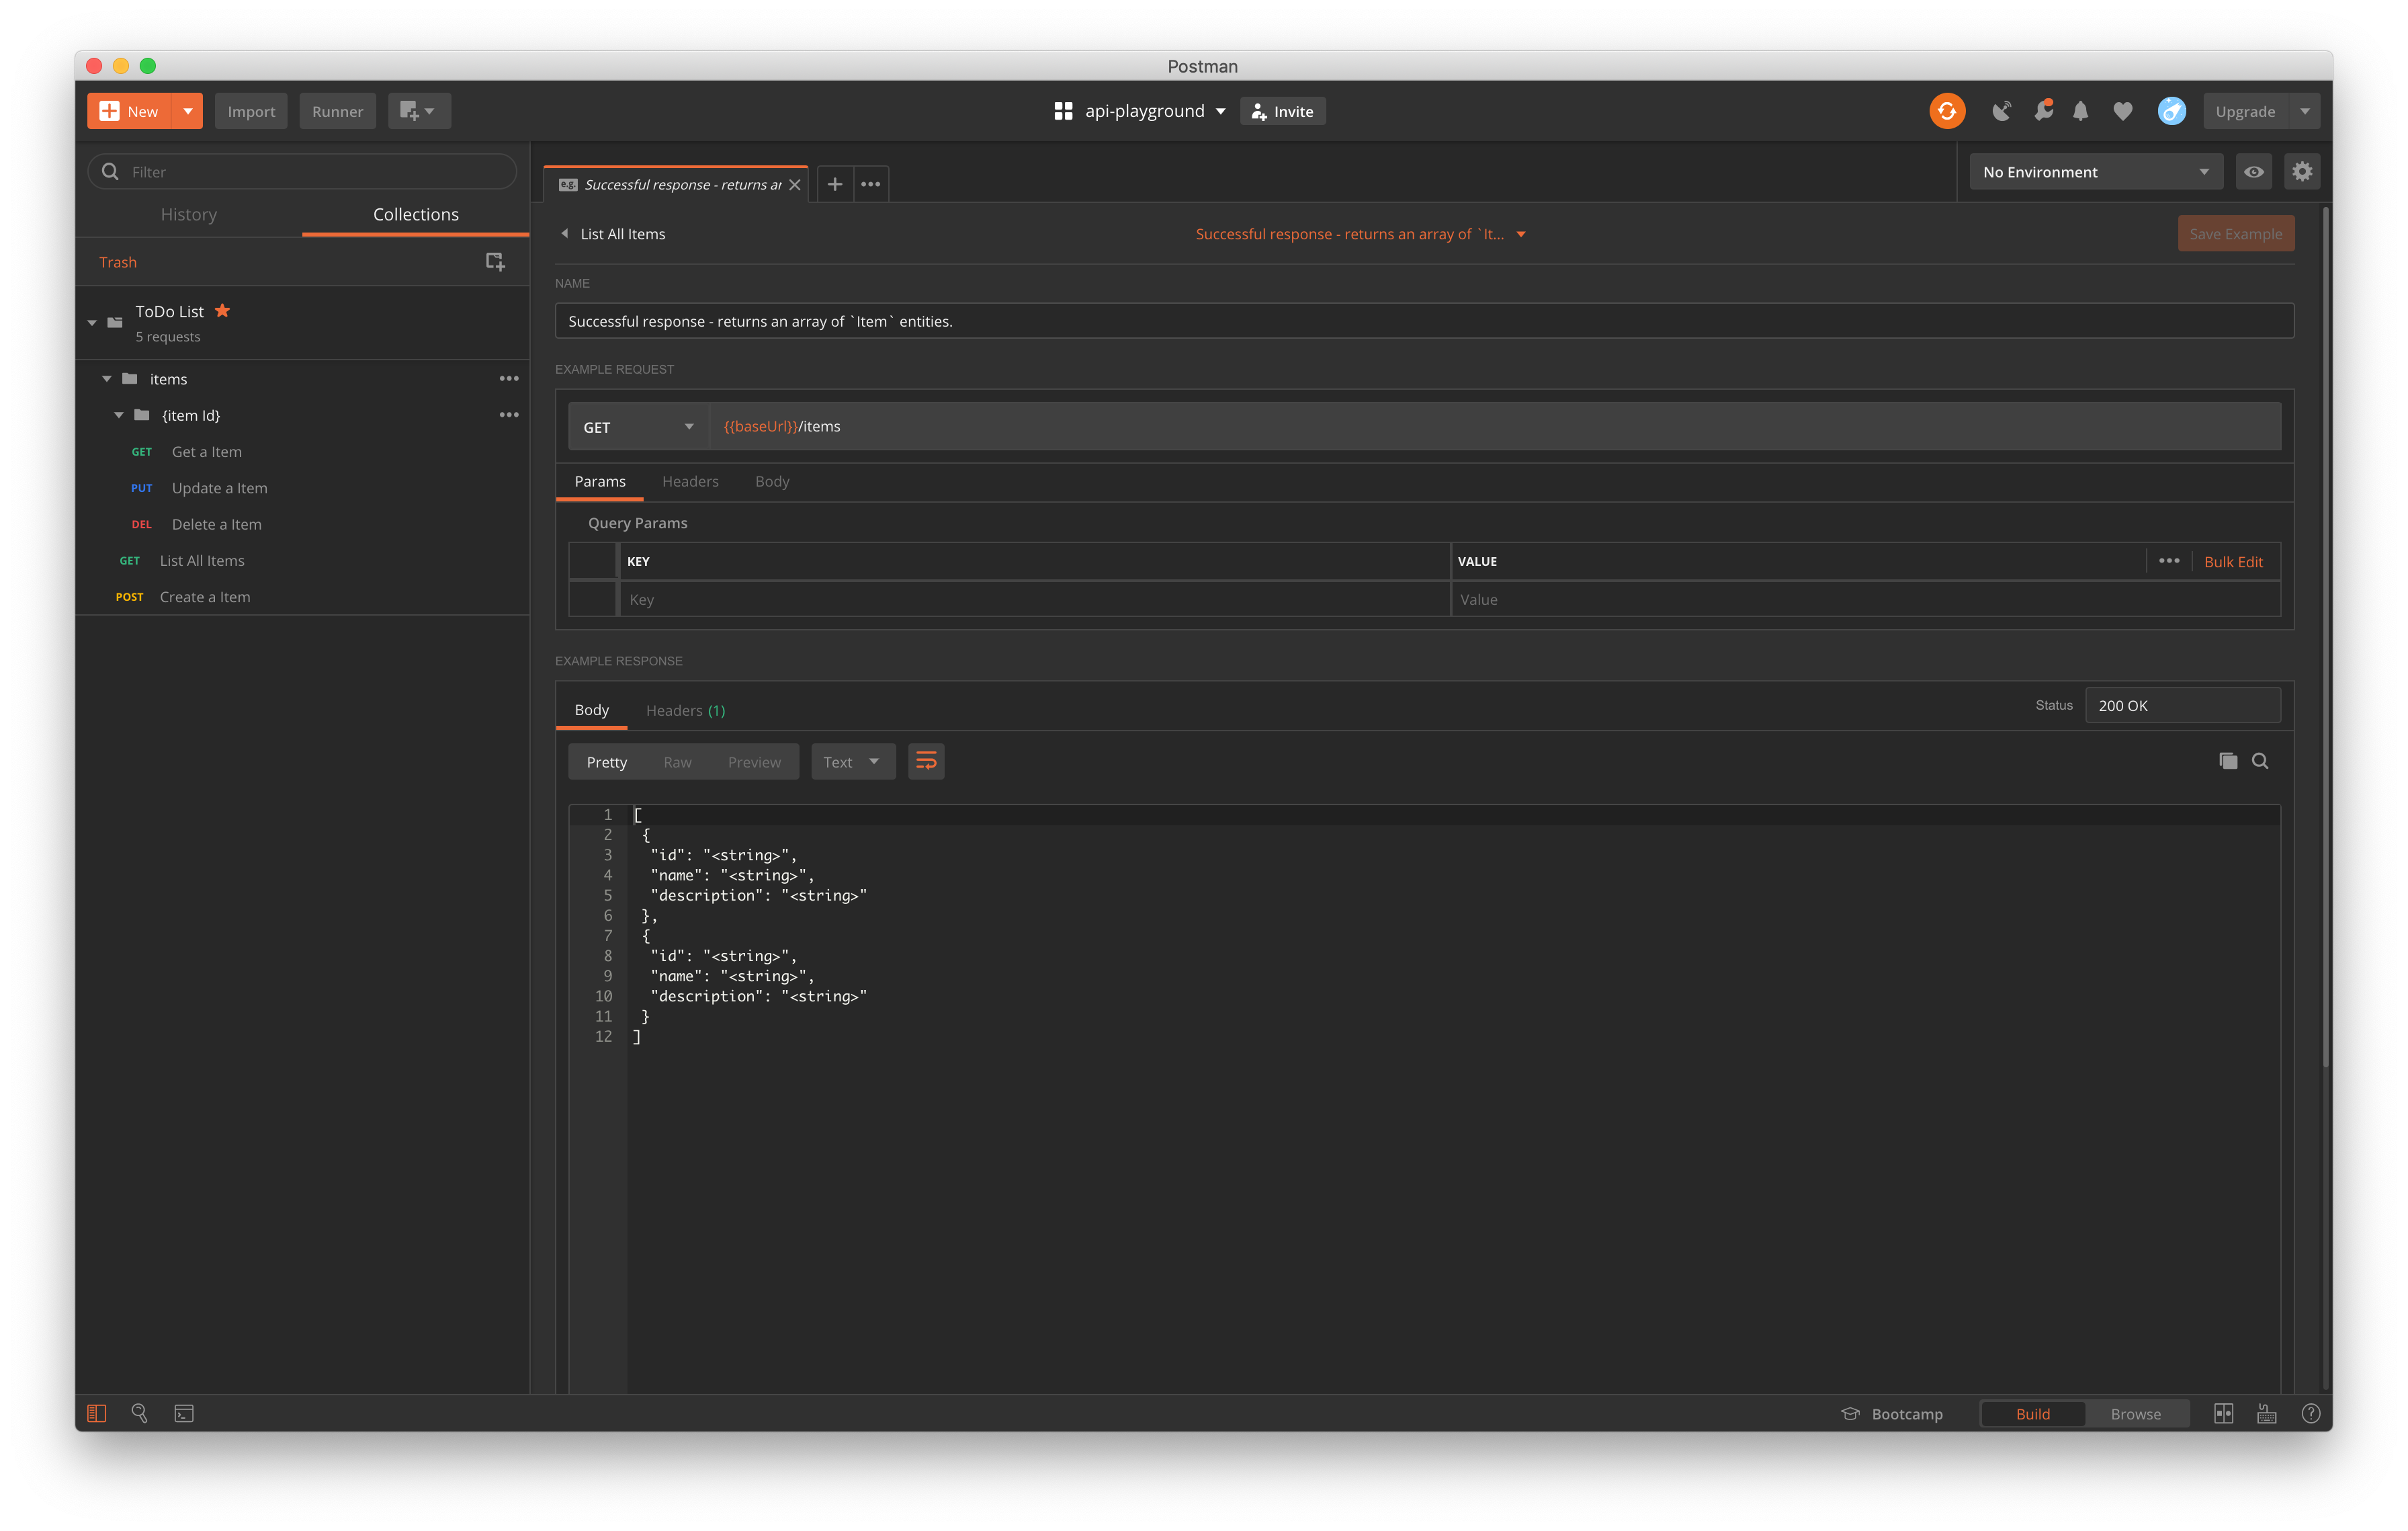 Postman
New
Import
Runner
api-playground
Invite
Upgrade
Filter
History
Collections
Trash
ToDo List
5 requests
items
{item Id}
GET Get a Item
PUT Update a Item
DEL Delete a Item
GET List All Items
POST Create a Item
e.g. Successful response - returns ar
No Environment
List All Items
Successful response - returns an array of `It...
Save Example
NAME
Successful response - returns an array of `Item` entities.
EXAMPLE REQUEST
GET
{{baseUrl}}/items
Params Headers Body
Query Params
KEY VALUE Bulk Edit
Key Value
EXAMPLE RESPONSE
Body Headers (1) Status 200 OK
Pretty Raw Preview Text
1 [
2 {
3 "id": "<string>",
4 "name": "<string>",
5 "description": "<string>"
6 },
7 {
8 "id": "<string>",
9 "name": "<string>",
10 "description": "<string>"
11 }
12 ]
Bootcamp
Build
Browse